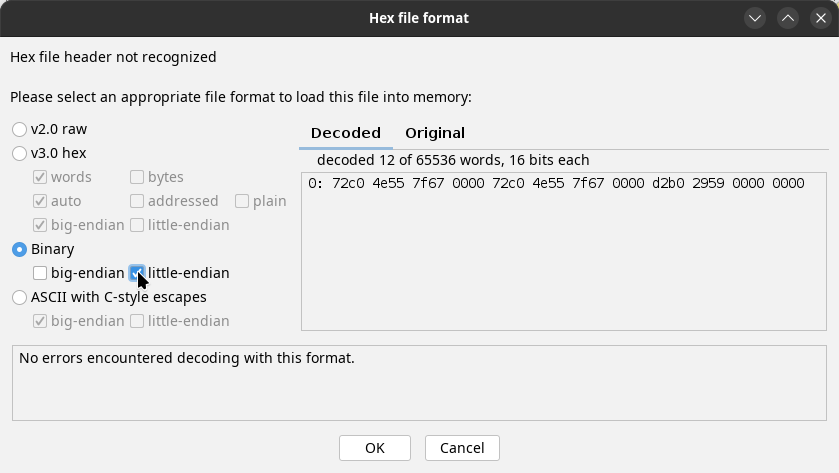 Hex file format
Hex file header not recognized
Please select an appropriate file format to load this file into memory:
v2.0 raw
v3.0 hex
words bytes
auto addressed plain
big-endian little-endian
Binary
big-endian little-endian
ASCII with C-style escapes
big-endian little-endian
Decoded Original
decoded 12 of 65536 words, 16 bits each
0: 72c0 4e55 7f67 0000 72c0 4e55 7f67 0000 d2b0 2959 0000 0000
No errors encountered decoding with this format.
OK Cancel